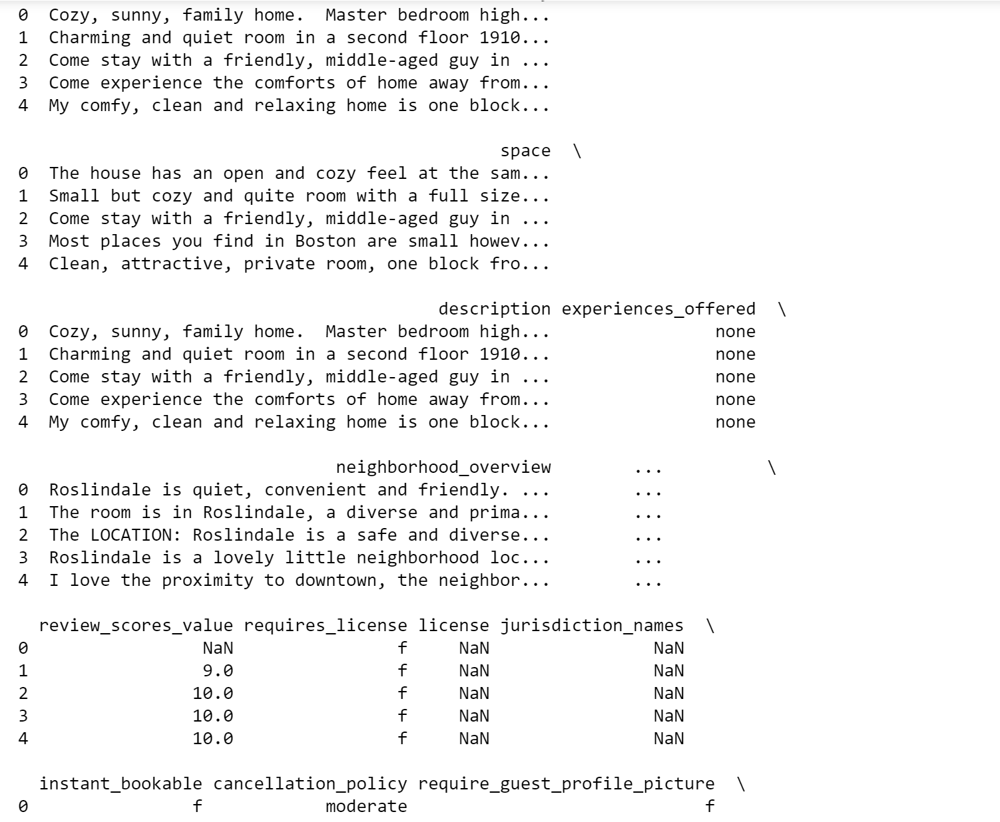 0  Cozy, sunny, family home.  Master bedroom high...
1  Charming and quiet room in a second floor 1910...
2  Come stay with a friendly, middle-aged guy in ...
3  Come experience the comforts of home away from...
4  My comfy, clean and relaxing home is one block...
space  \
0  The house has an open and cozy feel at the sam...
1  Small but cozy and quite room with a full size...
2  Come stay with a friendly, middle-aged guy in ...
3  Most places you find in Boston are small howev...
4  Clean, attractive, private room, one block fro...
description experiences_offered  \
0  Cozy, sunny, family home.  Master bedroom high...                none
1  Charming and quiet room in a second floor 1910...                none
2  Come stay with a friendly, middle-aged guy in ...                none
3  Come experience the comforts of home away from...                none
4  My comfy, clean and relaxing home is one block...                none
neighborhood_overview        ...          \
0  Roslindale is quiet, convenient and friendly. ...        ...
1  The room is in Roslindale, a diverse and prima...        ...
2  The LOCATION: Roslindale is a safe and diverse...        ...
3  Roslindale is a lovely little neighborhood loc...        ...
4  I love the proximity to downtown, the neighbor...        ...
review_scores_value requires_license license jurisdiction_names  \
0                 NaN                f     NaN                NaN
1                 9.0                f     NaN                NaN
2                10.0                f     NaN                NaN
3                10.0                f     NaN                NaN
4                10.0                f     NaN                NaN
instant_bookable cancellation_policy require_guest_profile_picture  \
0                f            moderate                             f